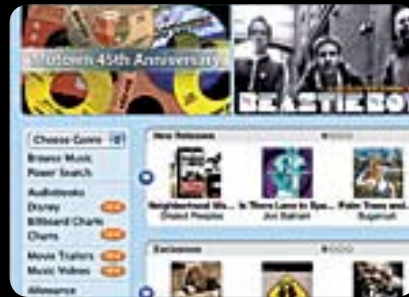 Motown 45th Anniversary
BEASTIE BO
Choose Genre
New Releases
Browse Music
Power Search
Audiobooks
Disney
Billboard Charts
Charts
Movie Trailers
Music Videos
Allowance
Neighborhood Wa...
Is There Love in Spa...
Palm Trees and...
Dilated Peoples
Joe Satriani
Sugarcult
Exclusives